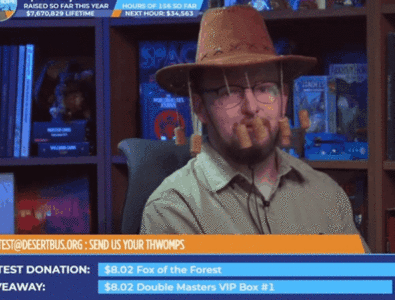 RAISED SO FAR THIS YEAR
$7,670,829 LIFETIME
HOURS OF 156 SO FAR
NEXT HOUR: $34,563
SPACE
TEST@DESERTBUS.ORG : SEND US YOUR THWOMPS
TEST DONATION:
$8.02 Fox of the Forest
EAWAY:
$8.02 Double Masters VIP Box #1